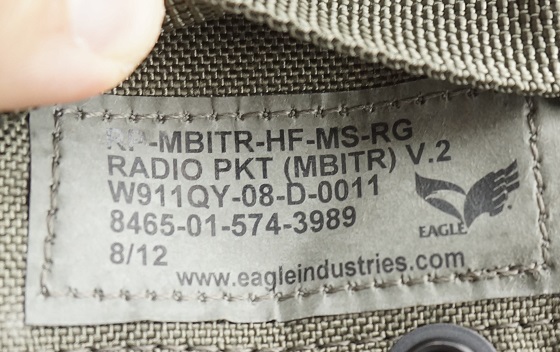 RP-MBITR-HF-MS-RG
RADIO PKT (MBITR) V.2
W911QY-08-D-0011
8465-01-574-3989
EAGLE
8/12
www.eagleindustries.com